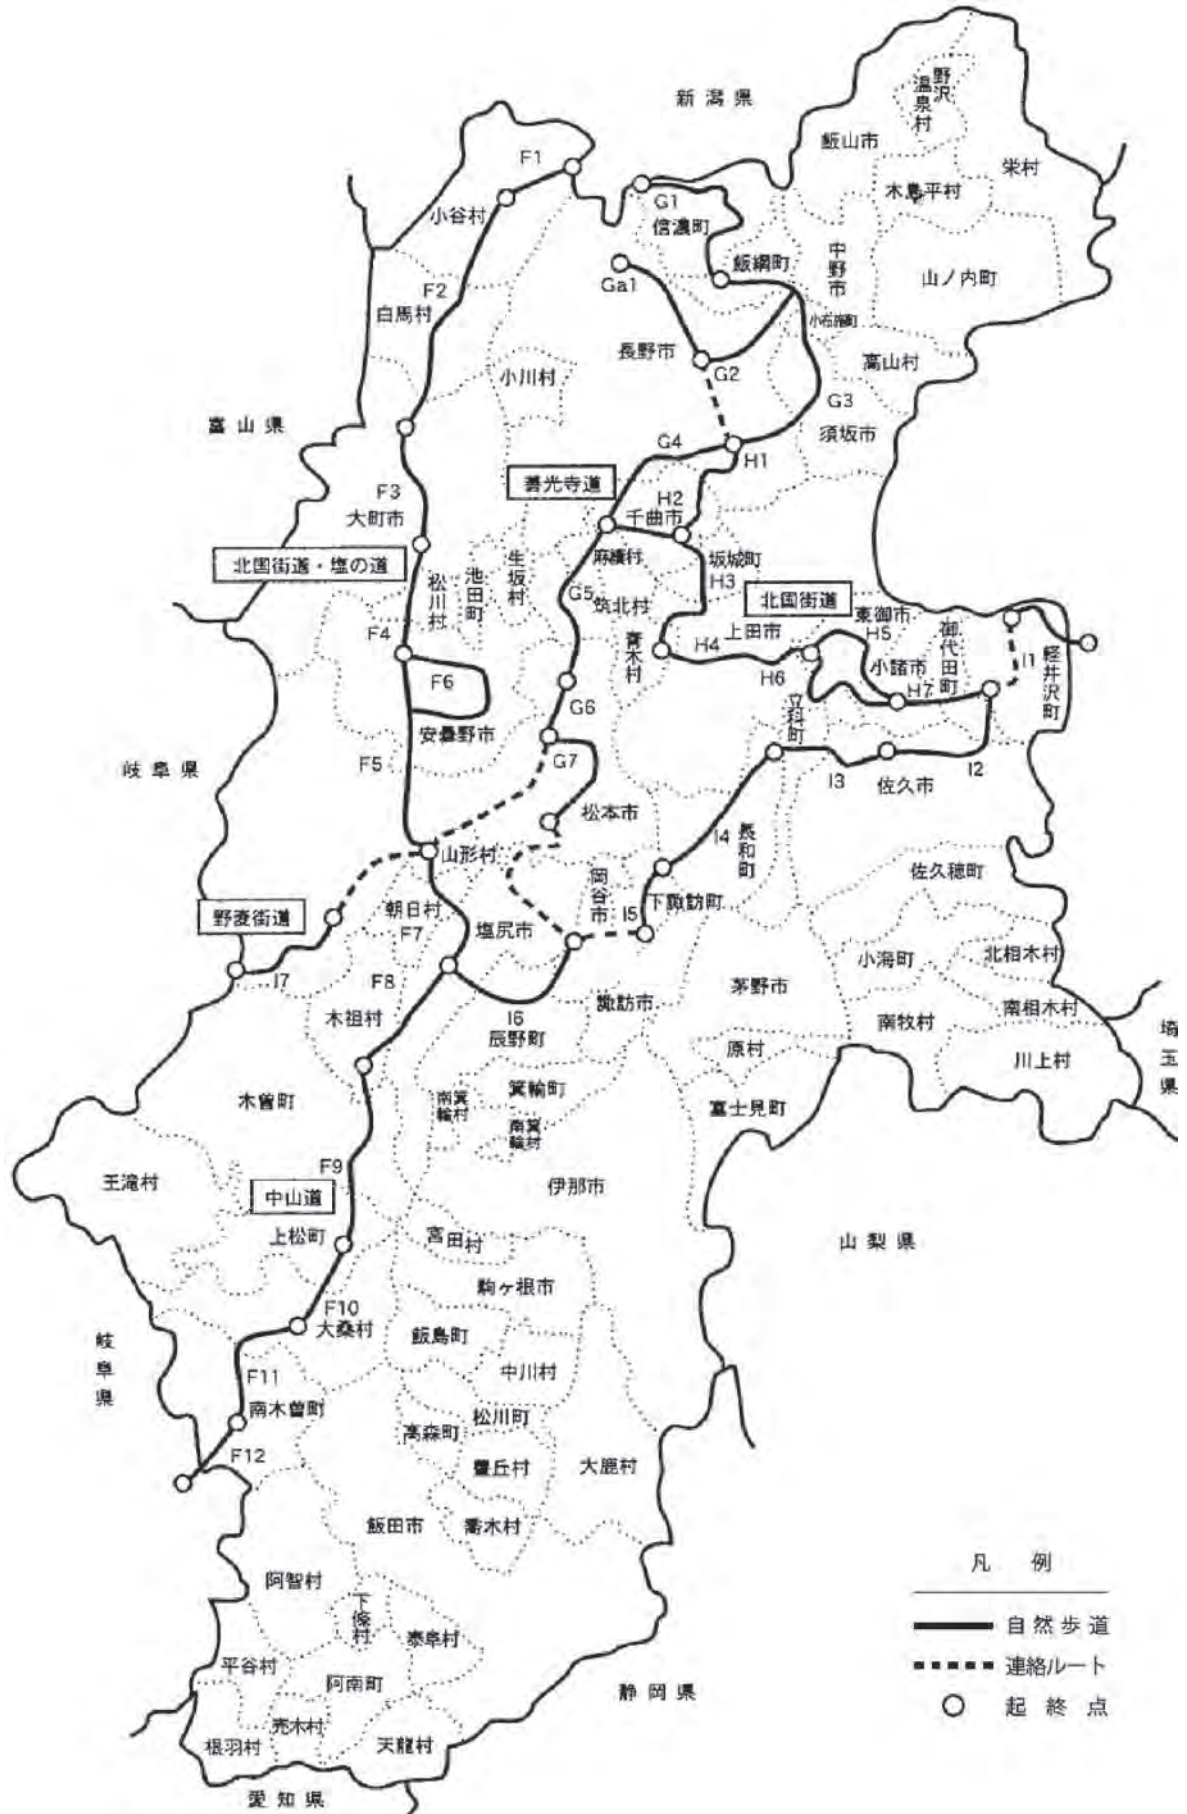 新潟県
野沢
温泉村
飯山市
栄村
木島平村
F1
小谷村
G1
信濃町
飯綱町
中野市
山ノ内町
Ga1
F2
白馬村
小布施町
長野市
G2
高山村
小川村
G3
須坂市
富山県
G4
H1
善光寺道
F3
大町市
H2
千曲市
北国街道・塩の道
生坂村
麻績村
坂城町
H3
松川村
池田町
G5
筑北村
北国街道
東御市
H5
御代田町
F4
青木村
H4
上田市
小諸市
I1
軽井沢町
F6
H6
H7
立科町
G6
安曇野市
F5
G7
岐阜県
I3
佐久市
I2
松本市
I4
長和町
山形村
岡谷市
佐久穂町
下諏訪町
野麦街道
朝日村
塩尻市
I5
F7
小海町
北相木村
I7
F8
諏訪市
茅野市
南相木村
木祖村
I6
南牧村
埼玉県
辰野町
原村
川上村
木曽町
南箕輪村
箕輪町
富士見町
南箕輪村
F9
王滝村
中山道
伊那市
上松町
宮田村
山梨県
駒ヶ根市
F10
大桑村
飯島町
岐阜県
中川村
F11
南木曽町
松川町
高森町
F12
豊丘村
大鹿村
飯田市
喬木村
凡例
阿智村
下條村
自然歩道
泰阜村
平谷村
阿南町
連絡ルート
静岡県
起終点
売木村
根羽村
天龍村
愛知県